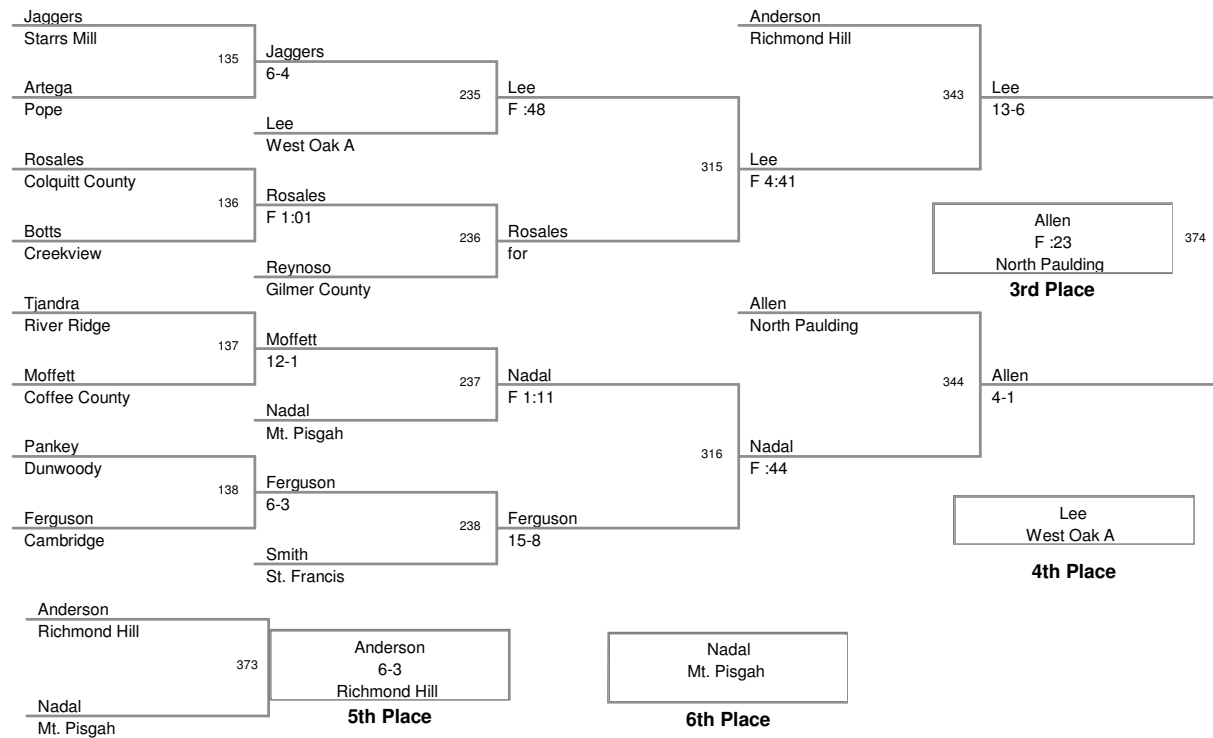 Jaggers
Starrs Mill
135
Artega
Pope
Rosales
Colquitt County
136
Botts
Creekview
Tjandra
River Ridge
137
Moffett
Coffee County
Pankey
Dunwoody
138
Ferguson
Cambridge
Jaggers
6-4
235
Lee
West Oak A
Rosales
F 1:01
236
Reynoso
Gilmer County
Moffett
12-1
237
Nadal
Mt. Pisgah
Ferguson
6-3
238
Smith
St. Francis
Lee
F :48
315
Rosales
for
Nadal
F 1:11
316
Ferguson
15-8
Anderson
Richmond Hill
343
Lee
F 4:41
Allen
North Paulding
344
Nadal
F :44
Lee
13-6
Allen
F :23
374
North Paulding
3rd Place
Allen
4-1
Lee
West Oak A
4th Place
Anderson
Richmond Hill
373
Nadal
Mt. Pisgah
Anderson
6-3
Richmond Hill
5th Place
Nadal
Mt. Pisgah
6th Place